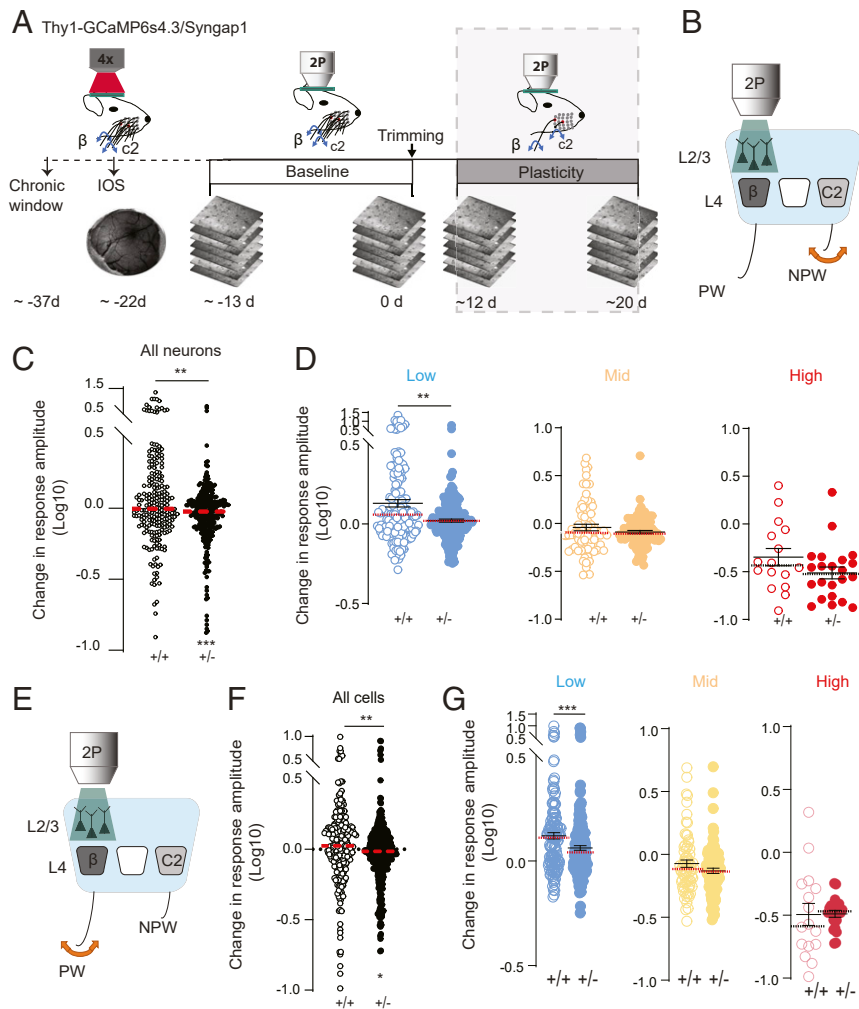 A
Thy1-GCaMP6s4.3/Syngap1
4x
2P
2P
β
c2
β
c2
β
c2
Trimming
Baseline
Plasticity
Chronic
window
IOS
~ -37d
~ -22d
~ -13d
0 d
~12 d
~20 d
B
2P
L2/3
L4
β
C2
PW
NPW
C
All neurons
**
Change in response amplitude
(Log10)
1.5
0.5
0.5
0.0
-0.5
-1.0
***
+/+
+/-
D
Low
Mid
High
**
Change in response amplitude
(Log10)
1.5
1.0
0.5
0.5
0.0
-0.5
+/+
+/-
1.0
0.5
0.0
-0.5
-1.0
+/+
+/-
1.0
0.5
0.0
-0.5
-1.0
+/+
+/-
E
2P
L2/3
L4
β
C2
NPW
PW
F
All cells
**
Change in response amplitude
(Log10)
1.0
0.5
0.5
0.0
-0.5
-1.0
*
+/+
+/-
G
Low
Mid
High
***
Change in response amplitude
(Log10)
1.5
1.0
0.5
0.5
0.0
-0.5
+/+
+/-
1.0
0.5
0.0
-0.5
-1.0
+/+
+/-
1.0
0.5
0.0
-0.5
-1.0
+/+
+/-